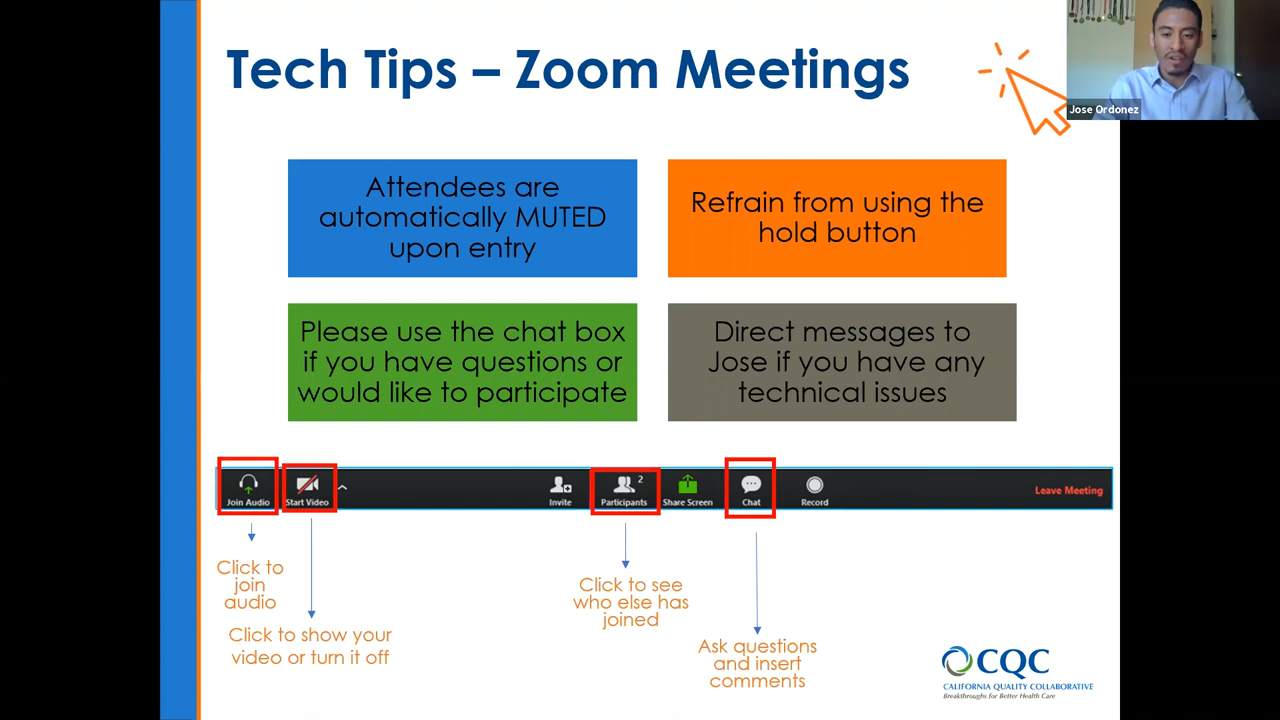 Tech Tips – Zoom Meetings
Jose Ordonez
Attendees are
automatically MUTED
upon entry
Refrain from using the
hold button
Please use the chat box
if you have questions or
would like to participate
Direct messages to
Jose if you have any
technical issues
Join Audio
Start Video
Invite
2
Participants
Share Screen
Chat
Record
Leave Meeting
Click to
join
audio
Click to show your
video or turn it off
Click to see
who else has
joined
Ask questions
and insert
comments
CQC
CALIFORNIA QUALITY COLLABORATIVE
Breakthroughs for Better Health Care